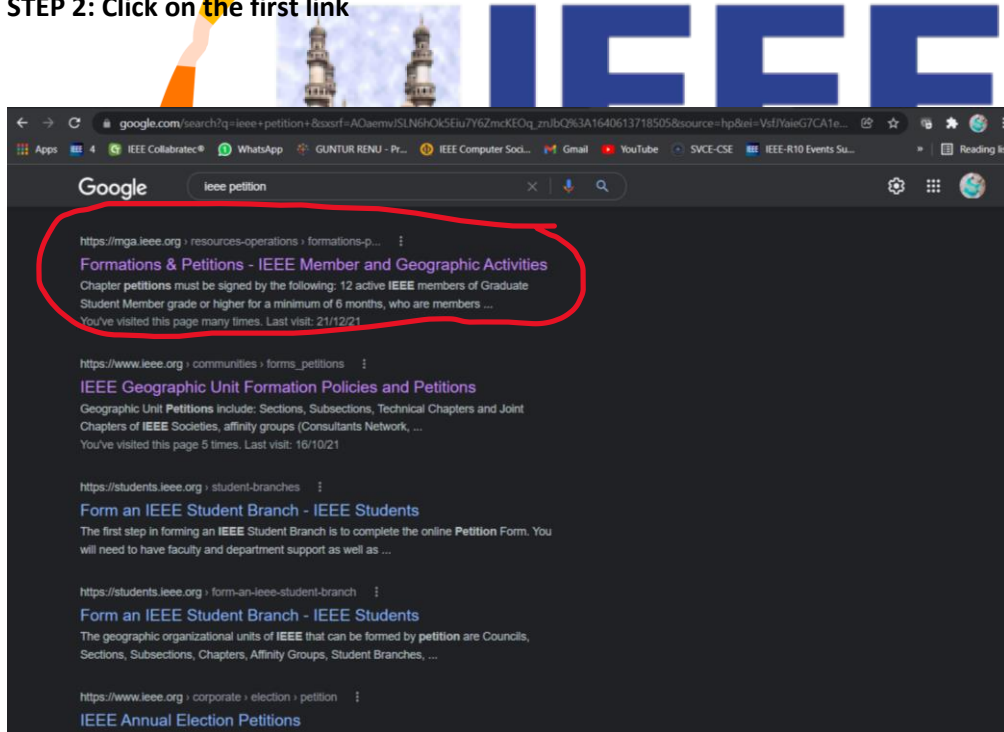 STEP 2: Click on the first link
IEEE
google.com/search?q=ieee+petition+&sxsrf=AOaemvJSLN6hOk5Eiu7Y6ZmcKEOq_znJbQ%3A1640613718505&source=hp&ei=VsfJYaieG7CA1e...
Apps 4 IEEE Collabratec® WhatsApp GUNTUR RENU - Pr... IEEE Computer Soci... Gmail YouTube SVCE-CSE IEEE-R10 Events Su... » Reading lis
Google ieee petition
https://mga.ieee.org › resources-operations › formations-p...
Formations & Petitions - IEEE Member and Geographic Activities
Chapter petitions must be signed by the following: 12 active IEEE members of Graduate
Student Member grade or higher for a minimum of 6 months, who are members ...
You've visited this page many times. Last visit: 21/12/21
https://www.ieee.org › communities › forms_petitions
IEEE Geographic Unit Formation Policies and Petitions
Geographic Unit Petitions include: Sections, Subsections, Technical Chapters and Joint
Chapters of IEEE Societies, affinity groups (Consultants Network, ...
You've visited this page 5 times. Last visit: 16/10/21
https://students.ieee.org › student-branches
Form an IEEE Student Branch - IEEE Students
The first step in forming an IEEE Student Branch is to complete the online Petition Form. You
will need to have faculty and department support as well as ...
https://students.ieee.org › form-an-ieee-student-branch
Form an IEEE Student Branch - IEEE Students
The geographic organizational units of IEEE that can be formed by petition are Councils,
Sections, Subsections, Chapters, Affinity Groups, Student Branches, ...
https://www.ieee.org › corporate › election › petition
IEEE Annual Election Petitions